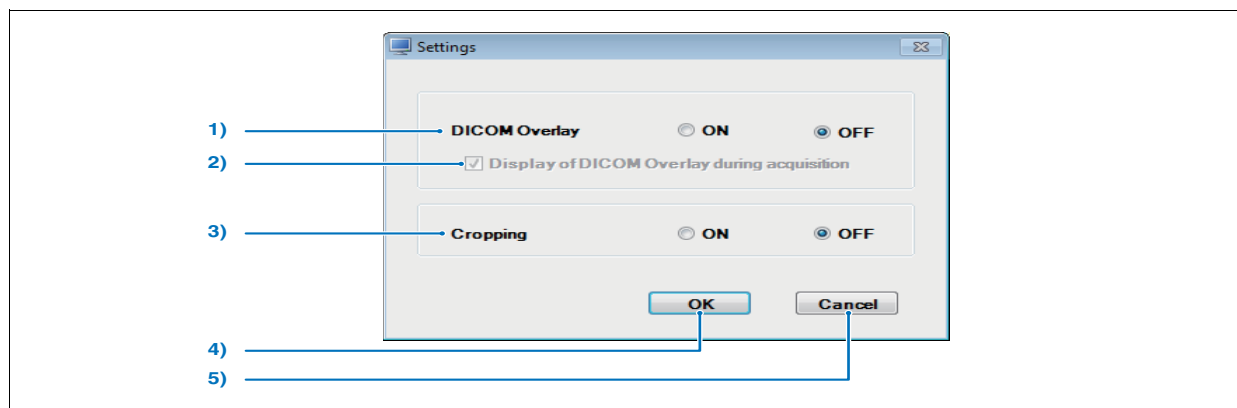 Settings
1)
DICOM Overlay ON OFF
2)
Display of DICOM Overlay during acquisition
3)
Cropping ON OFF
OK Cancel
4)
5)